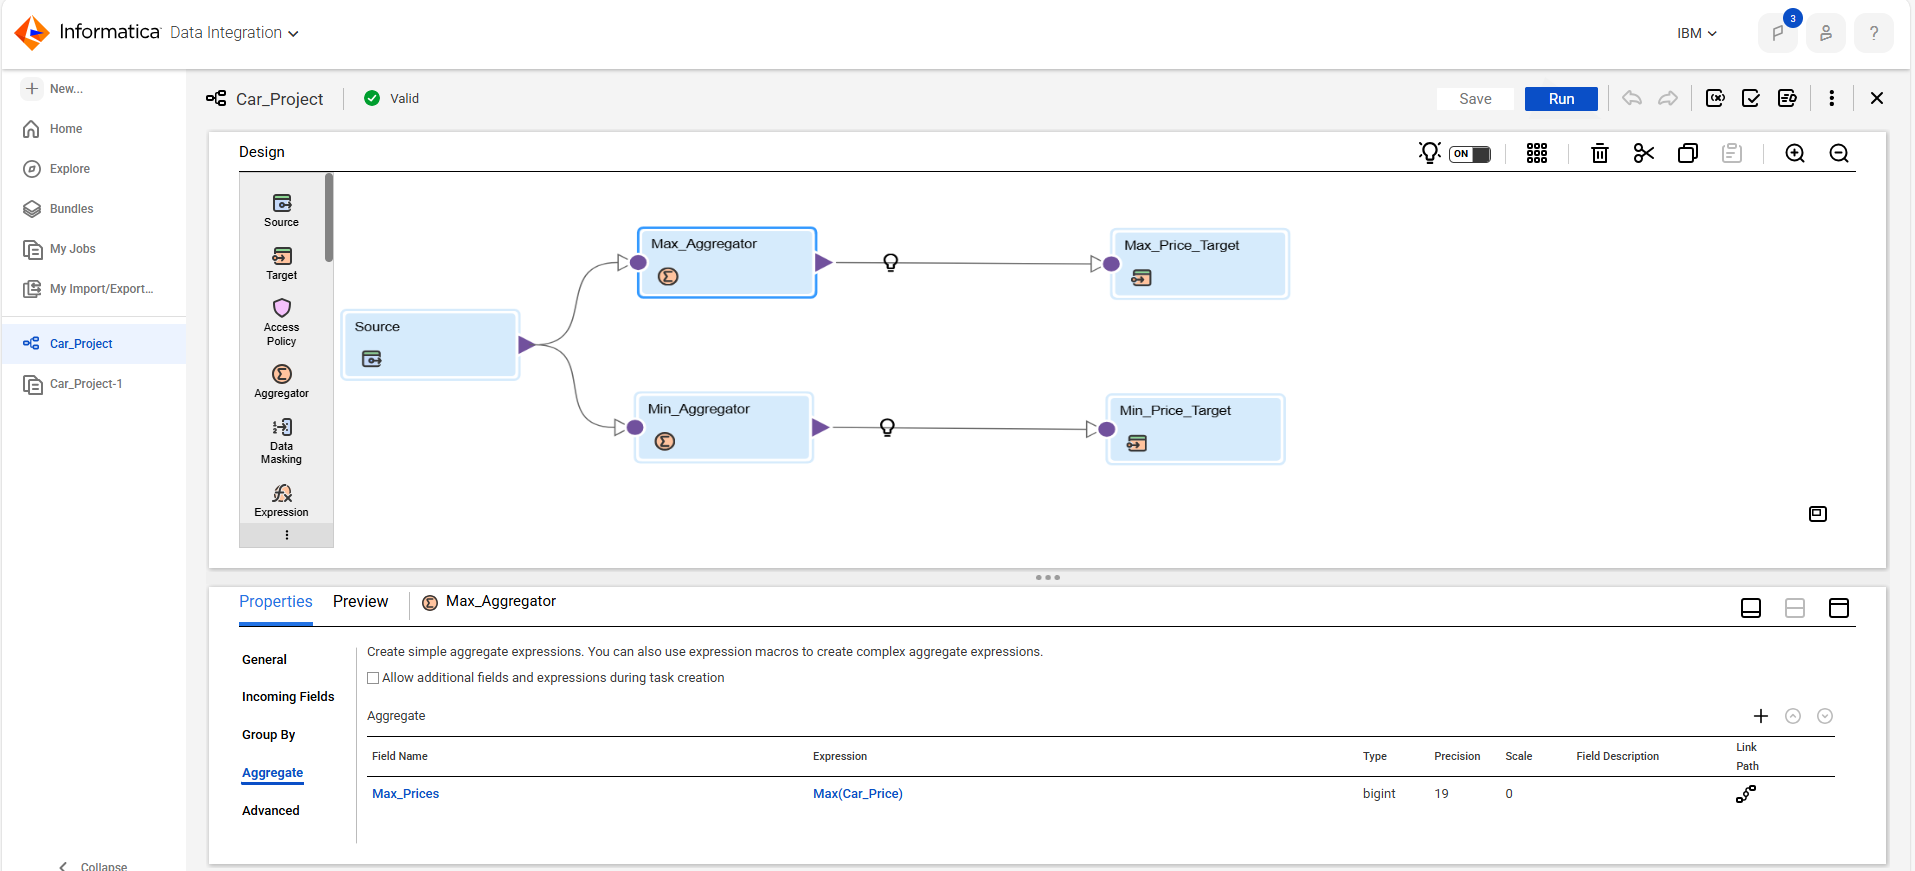 Informatica Data Integration
IBM
3
?
New...
Home
Explore
Bundles
My Jobs
My Import/Export...
Car_Project
Car_Project-1
Collapse
Car_Project
Valid
Save
Run
Design
ON
Source
Target
Access
Policy
Aggregator
Data
Masking
Expression
Source
Max_Aggregator
Max_Price_Target
Min_Aggregator
Min_Price_Target
Properties
Preview
Max_Aggregator
General
Incoming Fields
Group By
Aggregate
Advanced
Create simple aggregate expressions. You can also use expression macros to create complex aggregate expressions.
Allow additional fields and expressions during task creation
Aggregate
Field Name Expression Type Precision Scale Field Description Link
Path
Max_Prices Max(Car_Price) bigint 19 0